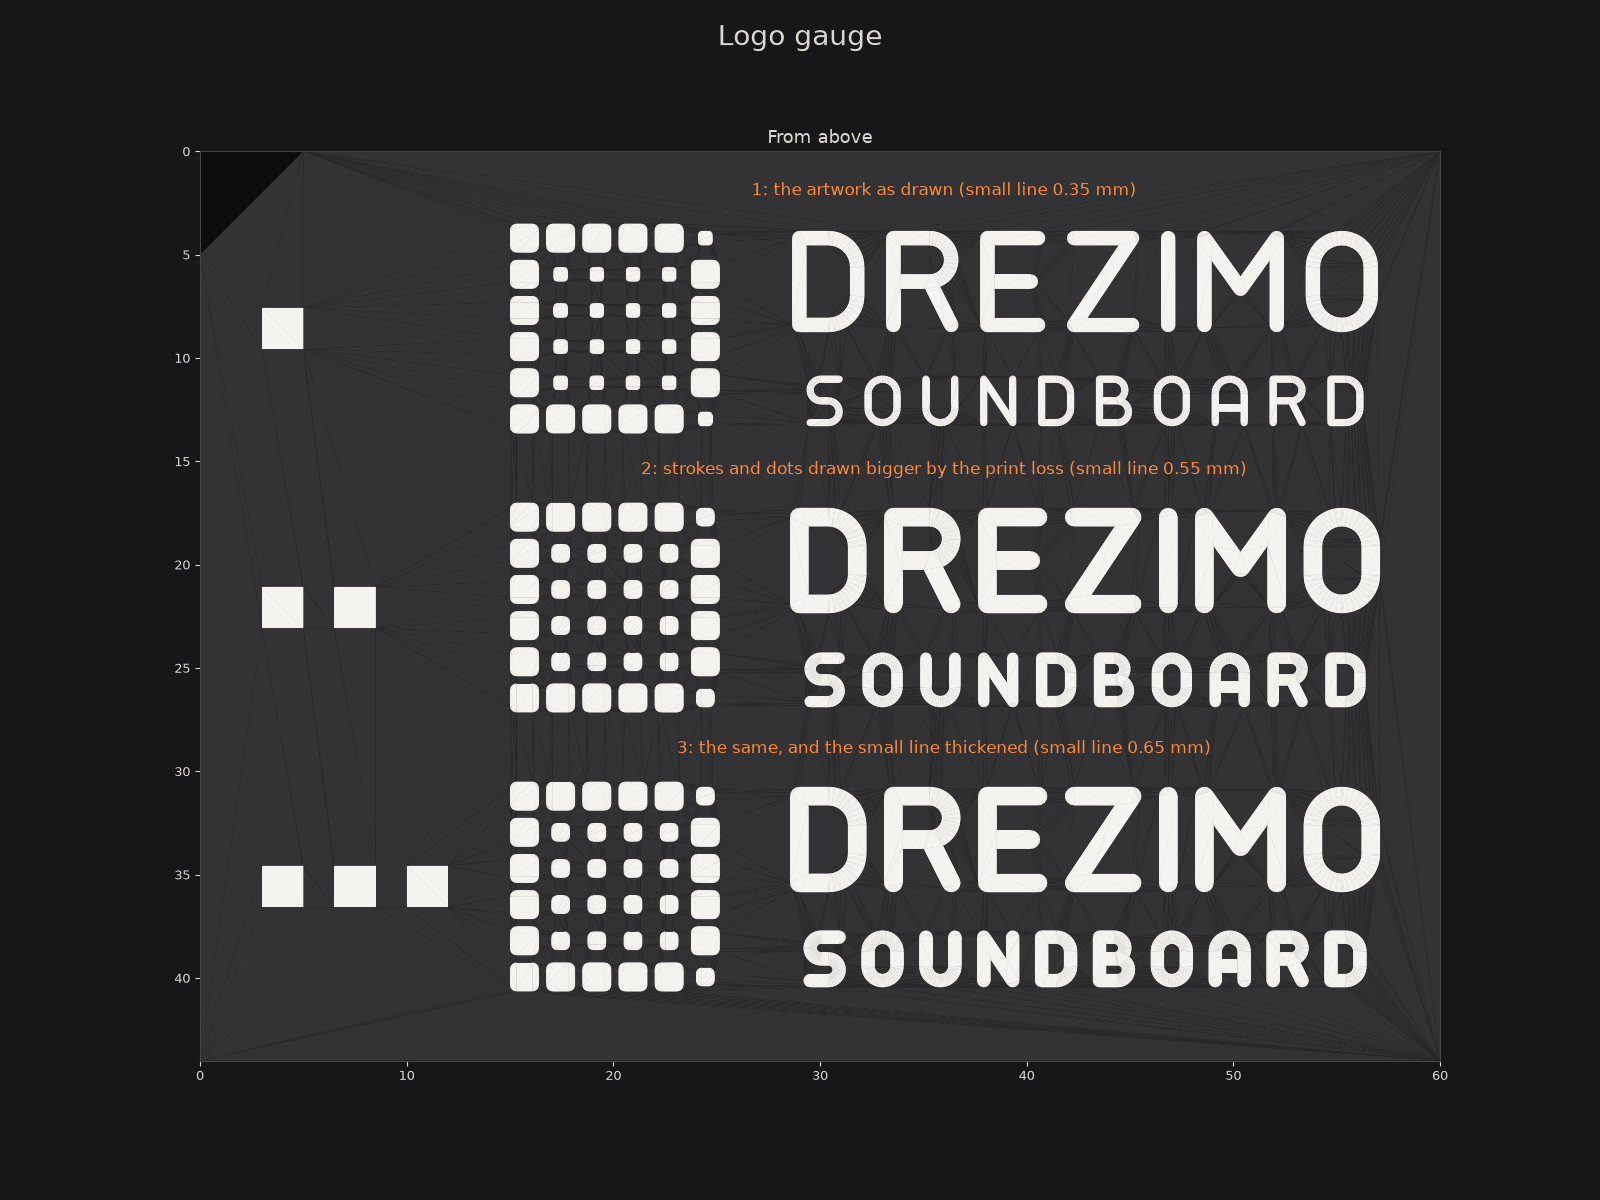 Logo gauge
From above
1: the artwork as drawn (small line 0.35 mm)
DREZIMO
SOUNDBOARD
2: strokes and dots drawn bigger by the print loss (small line 0.55 mm)
DREZIMO
SOUNDBOARD
3: the same, and the small line thickened (small line 0.65 mm)
DREZIMO
SOUNDBOARD
0
5
10
15
20
25
30
35
40
0 10 20 30 40 50 60